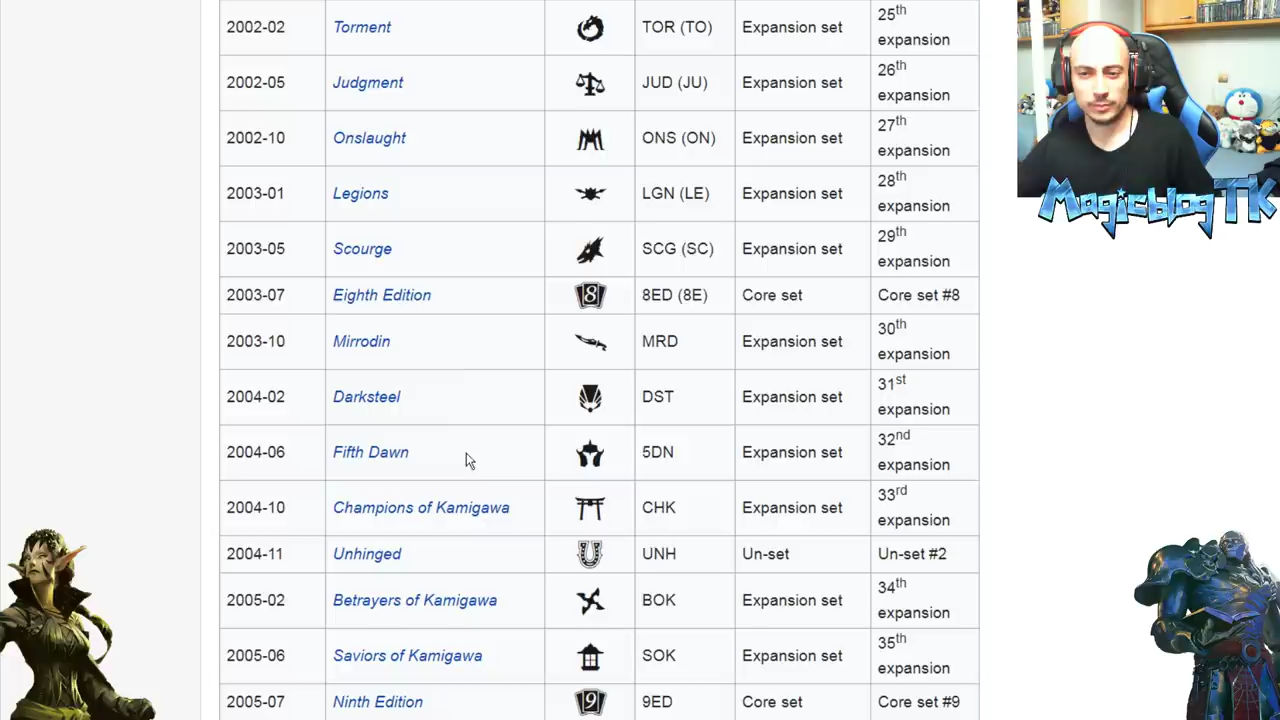 2002-02 Torment TOR (TO) Expansion set 25th expansion
2002-05 Judgment JUD (JU) Expansion set 26th expansion
2002-10 Onslaught ONS (ON) Expansion set 27th expansion
2003-01 Legions LGN (LE) Expansion set 28th expansion
2003-05 Scourge SCG (SC) Expansion set 29th expansion
2003-07 Eighth Edition 8 8ED (8E) Core set Core set #8
2003-10 Mirrodin MRD Expansion set 30th expansion
2004-02 Darksteel DST Expansion set 31st expansion
2004-06 Fifth Dawn 5DN Expansion set 32nd expansion
2004-10 Champions of Kamigawa CHK Expansion set 33rd expansion
2004-11 Unhinged UNH Un-set Un-set #2
2005-02 Betrayers of Kamigawa BOK Expansion set 34th expansion
2005-06 Saviors of Kamigawa SOK Expansion set 35th expansion
2005-07 Ninth Edition 9 9ED Core set Core set #9
MagicblogTK